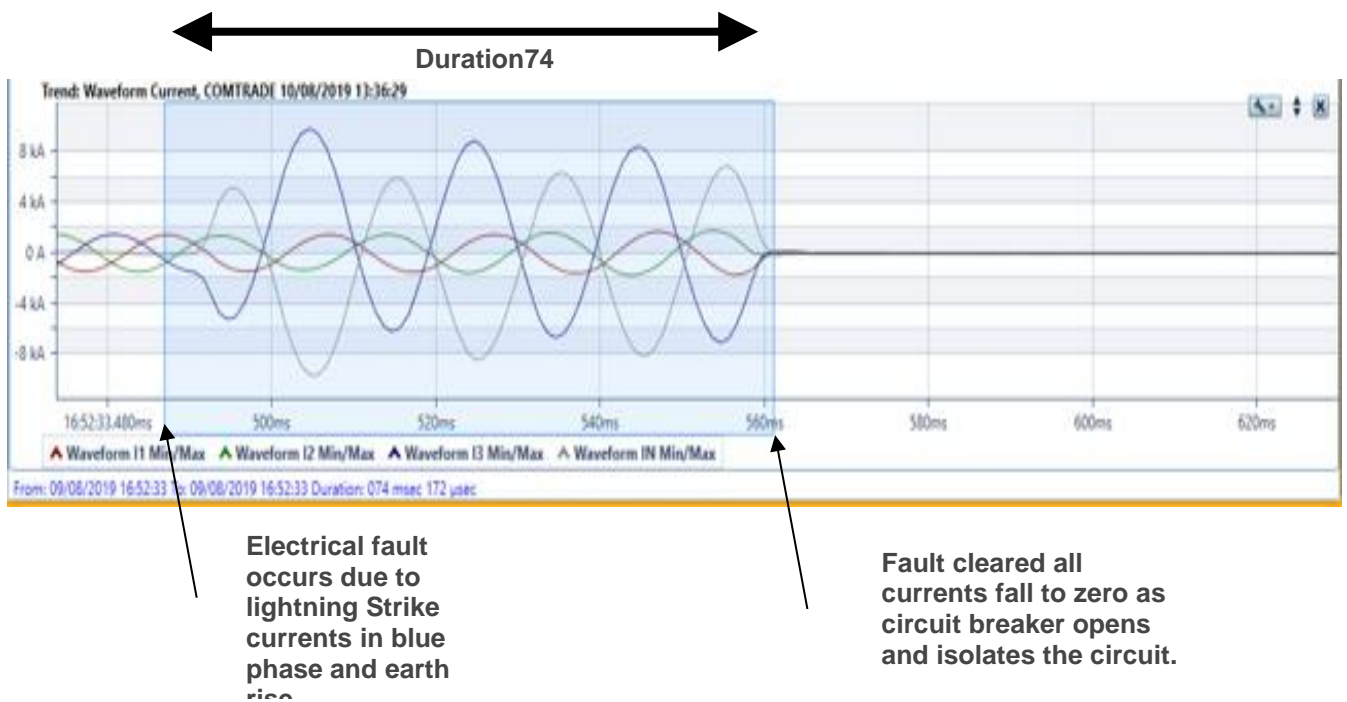 Duration74
Trend: Waveform Current, COMTRADE 10/08/2019 13:36:29
8 kA
4 kA
0 A
-4 kA
-8 kA
16:52:33.480ms 500ms 520ms 540ms 560ms 580ms 600ms 620ms
Waveform I1 Min/Max Waveform I2 Min/Max Waveform I3 Min/Max Waveform IN Min/Max
From: 09/08/2019 16:52:33 To: 09/08/2019 16:52:33 Duration: 074 msec 172 µsec
Electrical fault
occurs due to
lightning Strike
currents in blue
phase and earth
rise
Fault cleared all
currents fall to zero as
circuit breaker opens
and isolates the circuit.